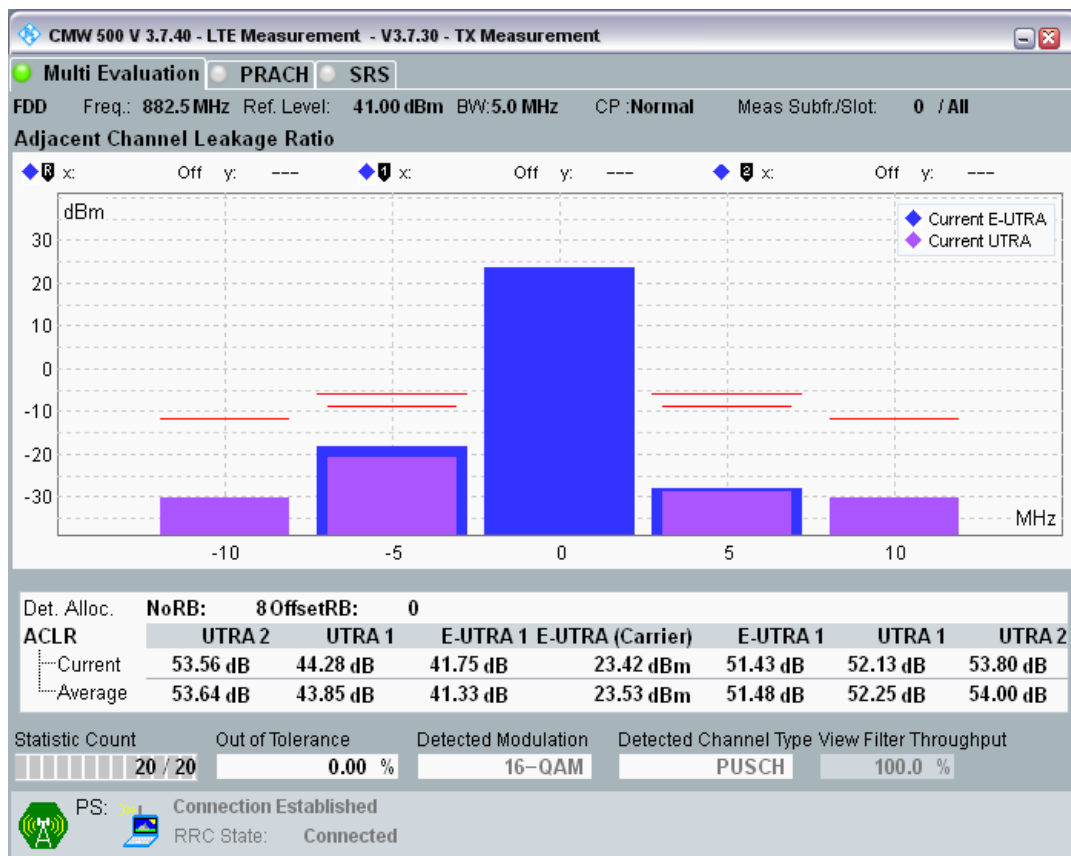 CMW 500 V 3.7.40 - LTE Measurement - V3.7.30 - TX Measurement
Multi Evaluation PRACH SRS
FDD Freq.: 882.5 MHz Ref. Level: 41.00 dBm BW:5.0 MHz CP :Normal Meas Subfr./Slot: 0 / All
Adjacent Channel Leakage Ratio
R x: Off y: --- 1 x: Off y: --- 2 x: Off y: ---
dBm
Current E-UTRA
Current UTRA
30
20
10
0
-10
-20
-30
MHz
-10 -5 0 5 10
Det. Alloc. NoRB: 8 OffsetRB: 0
ACLR UTRA 2 UTRA 1 E-UTRA 1 E-UTRA (Carrier) E-UTRA 1 UTRA 1 UTRA 2
Current 53.56 dB 44.28 dB 41.75 dB 23.42 dBm 51.43 dB 52.13 dB 53.80 dB
Average 53.64 dB 43.85 dB 41.33 dB 23.53 dBm 51.48 dB 52.25 dB 54.00 dB
Statistic Count Out of Tolerance Detected Modulation Detected Channel Type View Filter Throughput
20 / 20 0.00 % 16-QAM PUSCH 100.0 %
PS: Connection Established
RRC State: Connected